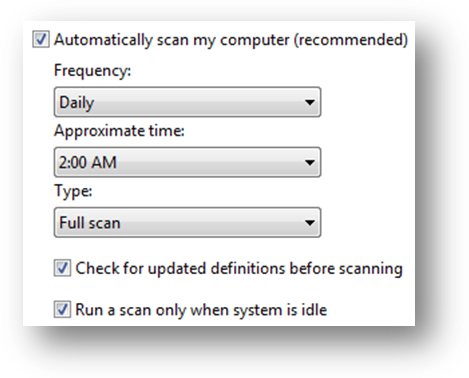 Automatically scan my computer (recommended)
Frequency:
Daily
Approximate time:
2:00 AM
Type:
Full scan
Check for updated definitions before scanning
Run a scan only when system is idle